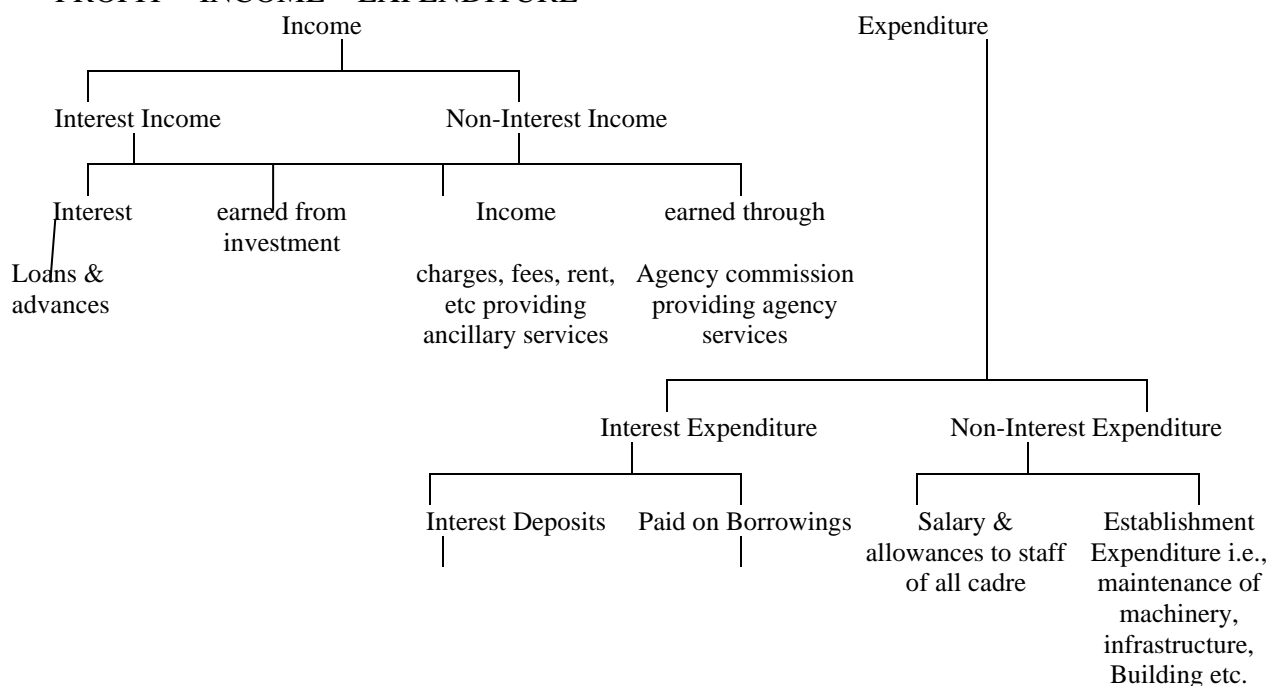 PROFIT = INCOME – EXPENDITURE
Income
Expenditure
Interest Income
Non-Interest Income
Interest
earned from
investment
Income
earned through
Loans &
advances
charges, fees, rent,
etc providing
ancillary services
Agency commission
providing agency
services
Interest Expenditure
Non-Interest Expenditure
Interest Deposits
Paid on Borrowings
Salary &
allowances to staff
of all cadre
Establishment
Expenditure i.e.,
maintenance of
machinery,
infrastructure,
Building etc.